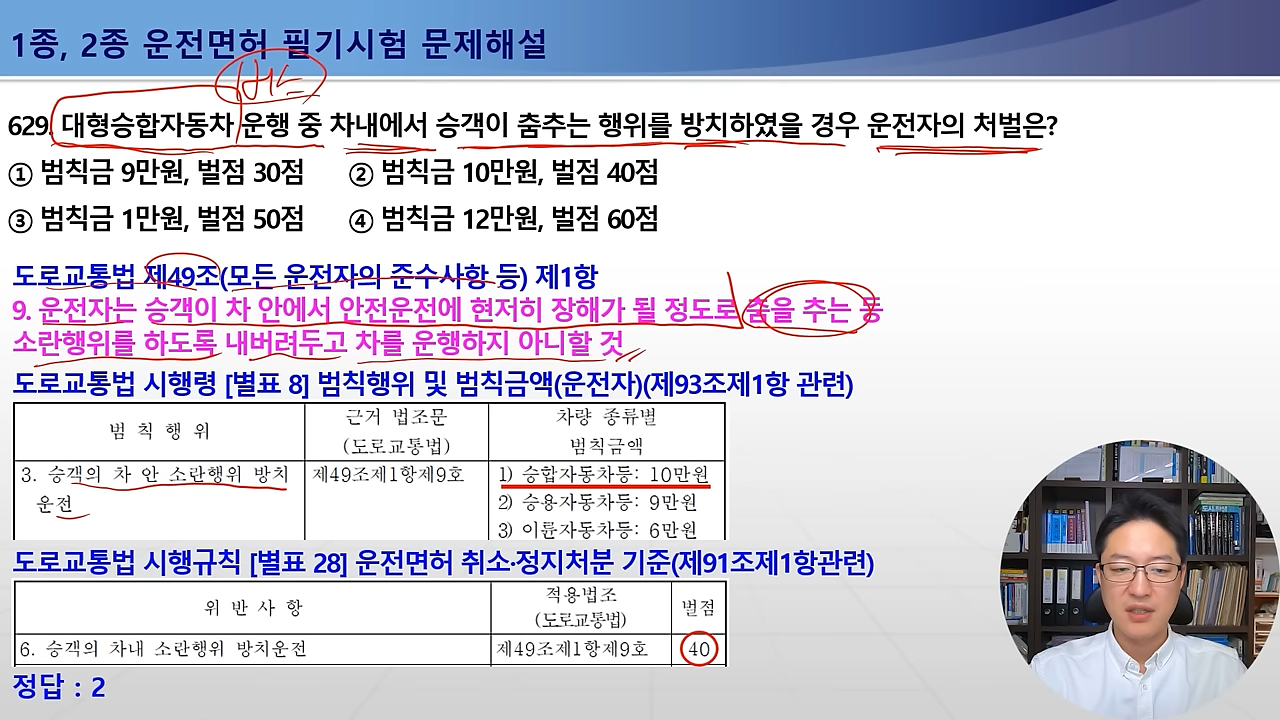 1종, 2종 운전면허 필기시험 문제해설
버스
629. 대형승합자동차 운행 중 차내에서 승객이 춤추는 행위를 방치하였을 경우 운전자의 처벌은?
① 범칙금 9만원, 벌점 30점 ② 범칙금 10만원, 벌점 40점
③ 범칙금 1만원, 벌점 50점 ④ 범칙금 12만원, 벌점 60점
도로교통법 제49조(모든 운전자의 준수사항 등) 제1항
9. 운전자는 승객이 차 안에서 안전운전에 현저히 장해가 될 정도로 춤을 추는 등
소란행위를 하도록 내버려두고 차를 운행하지 아니할 것
도로교통법 시행령 [별표 8] 범칙행위 및 범칙금액(운전자)(제93조제1항 관련)
범 칙 행 위
근거 법조문
(도로교통법)
차량 종류별
범칙금액
3. 승객의 차 안 소란행위 방치
운전
제49조제1항제9호
1) 승합자동차등: 10만원
2) 승용자동차등: 9만원
3) 이륜자동차등: 6만원
도로교통법 시행규칙 [별표 28] 운전면허 취소·정지처분 기준(제91조제1항관련)
위 반 사 항
적용법조
(도로교통법)
벌점
6. 승객의 차내 소란행위 방치운전 제49조제1항제9호 40
정답 : 2